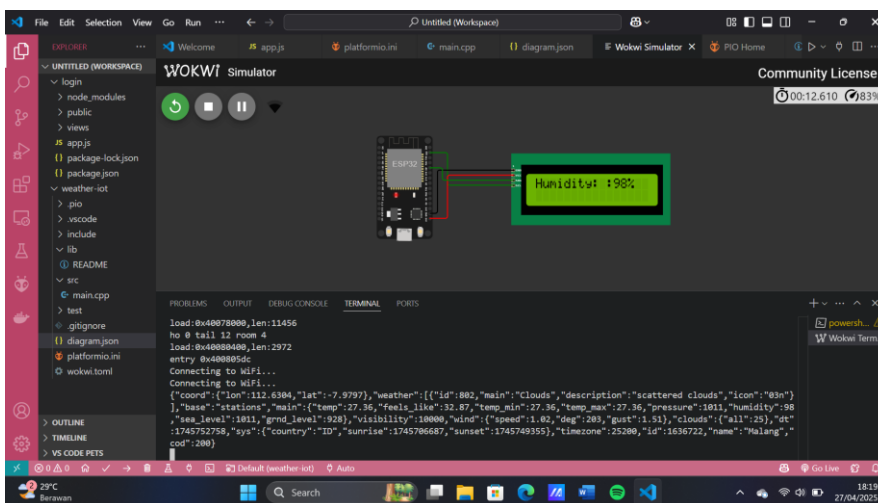 File Edit Selection View Go Run ··· Untitled (Workspace)
EXPLORER ···
Welcome JS app.js platformio.ini main.cpp {} diagram.json Wokwi Simulator PIO Home
UNTITLED (WORKSPACE)
login
node_modules
public
views
JS app.js
{} package-lock.json
{} package.json
weather-iot
.pio
.vscode
include
lib
README
src
main.cpp
test
.gitignore
{} diagram.json
platformio.ini
wokwi.toml
OUTLINE
TIMELINE
VS CODE PETS
WOKWI Simulator
Community License
00:12.610 83%
ESP32
Humidity: :98%
PROBLEMS OUTPUT DEBUG CONSOLE TERMINAL PORTS
powersh...
Wokwi Term
load:0x40078000,len:11456
ho 0 tail 12 room 4
load:0x40080400,len:2972
entry 0x400805dc
Connecting to WiFi...
Connecting to WiFi...
{"coord":{"lon":112.6304,"lat":-7.9797},"weather":[{"id":802,"main":"Clouds","description":"scattered clouds","icon":"03n"}
],"base":"stations","main":{"temp":27.36,"feels_like":32.87,"temp_min":27.36,"temp_max":27.36,"pressure":1011,"humidity":98
,"sea_level":1011,"grnd_level":928},"visibility":10000,"wind":{"speed":1.02,"deg":203,"gust":1.51},"clouds":{"all":25},"dt"
:1745752758,"sys":{"country":"ID","sunrise":1745706687,"sunset":1745749355},"timezone":25200,"id":1636722,"name":"Malang","
cod":200}
0 0 0 Default (weather-iot) Auto Go Live
2
29°C
Berawan
Search
18:19
27/04/2025